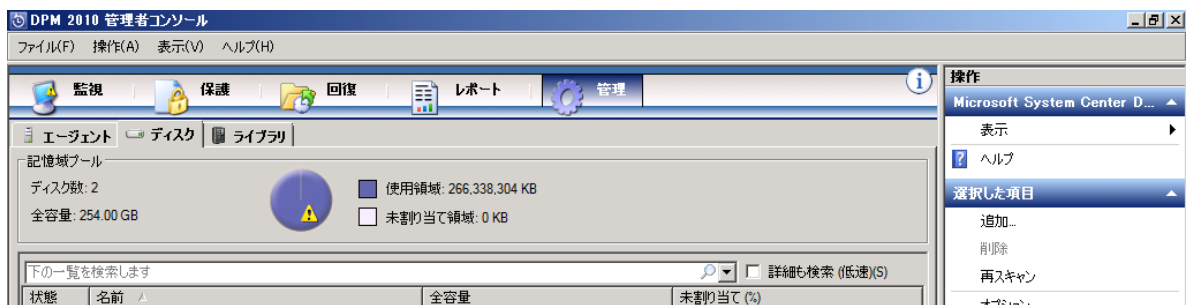 DPM 2010 管理者コンソール
ファイル(F) 操作(A) 表示(V) ヘルプ(H)
監視 保護 回復 レポート 管理
エージェント ディスク ライブラリ
記憶域プール
ディスク数: 2
全容量: 254.00 GB
使用領域: 266,338,304 KB
未割り当て領域: 0 KB
下の一覧を検索します
詳細も検索 (低速)(S)
状態 名前 全容量 未割り当て (%)
操作
Microsoft System Center D...
表示
ヘルプ
選択した項目
追加...
削除
再スキャン
オプション